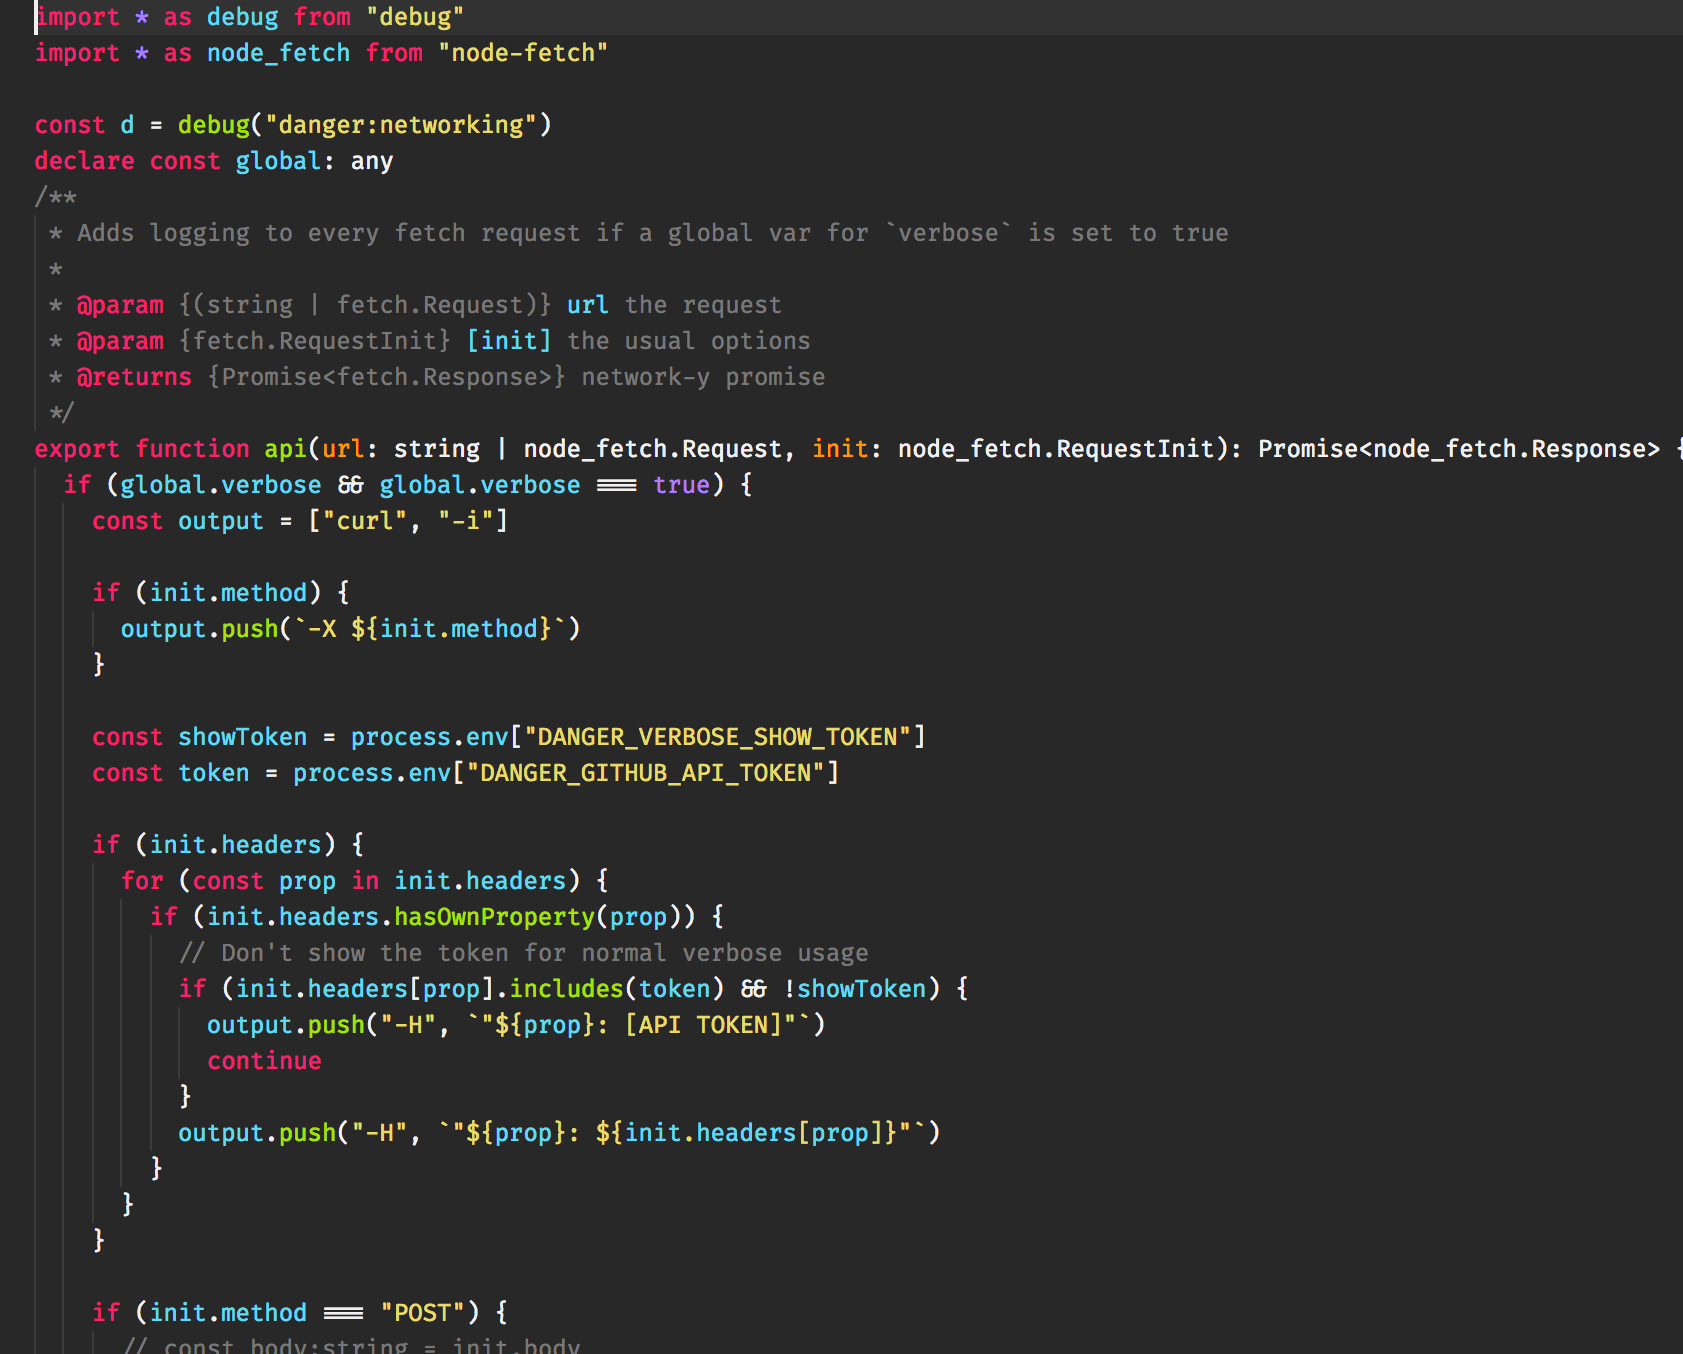 import * as debug from "debug"
import * as node_fetch from "node-fetch"
const d = debug("danger:networking")
declare const global: any
/**
* Adds logging to every fetch request if a global var for `verbose` is set to true
*
* @param {(string | fetch.Request)} url the request
* @param {fetch.RequestInit} [init] the usual options
* @returns {Promise<fetch.Response>} network-y promise
*/
export function api(url: string | node_fetch.Request, init: node_fetch.RequestInit): Promise<node_fetch.Response> {
if (global.verbose && global.verbose === true) {
const output = ["curl", "-i"]
if (init.method) {
output.push(`-X ${init.method}`)
}
const showToken = process.env["DANGER_VERBOSE_SHOW_TOKEN"]
const token = process.env["DANGER_GITHUB_API_TOKEN"]
if (init.headers) {
for (const prop in init.headers) {
if (init.headers.hasOwnProperty(prop)) {
// Don't show the token for normal verbose usage
if (init.headers[prop].includes(token) && !showToken) {
output.push("-H", `"${prop}: [API TOKEN]"`)
continue
}
output.push("-H", `"${prop}: ${init.headers[prop]}"`)
}
}
}
if (init.method === "POST") {
// const body:string = init.body